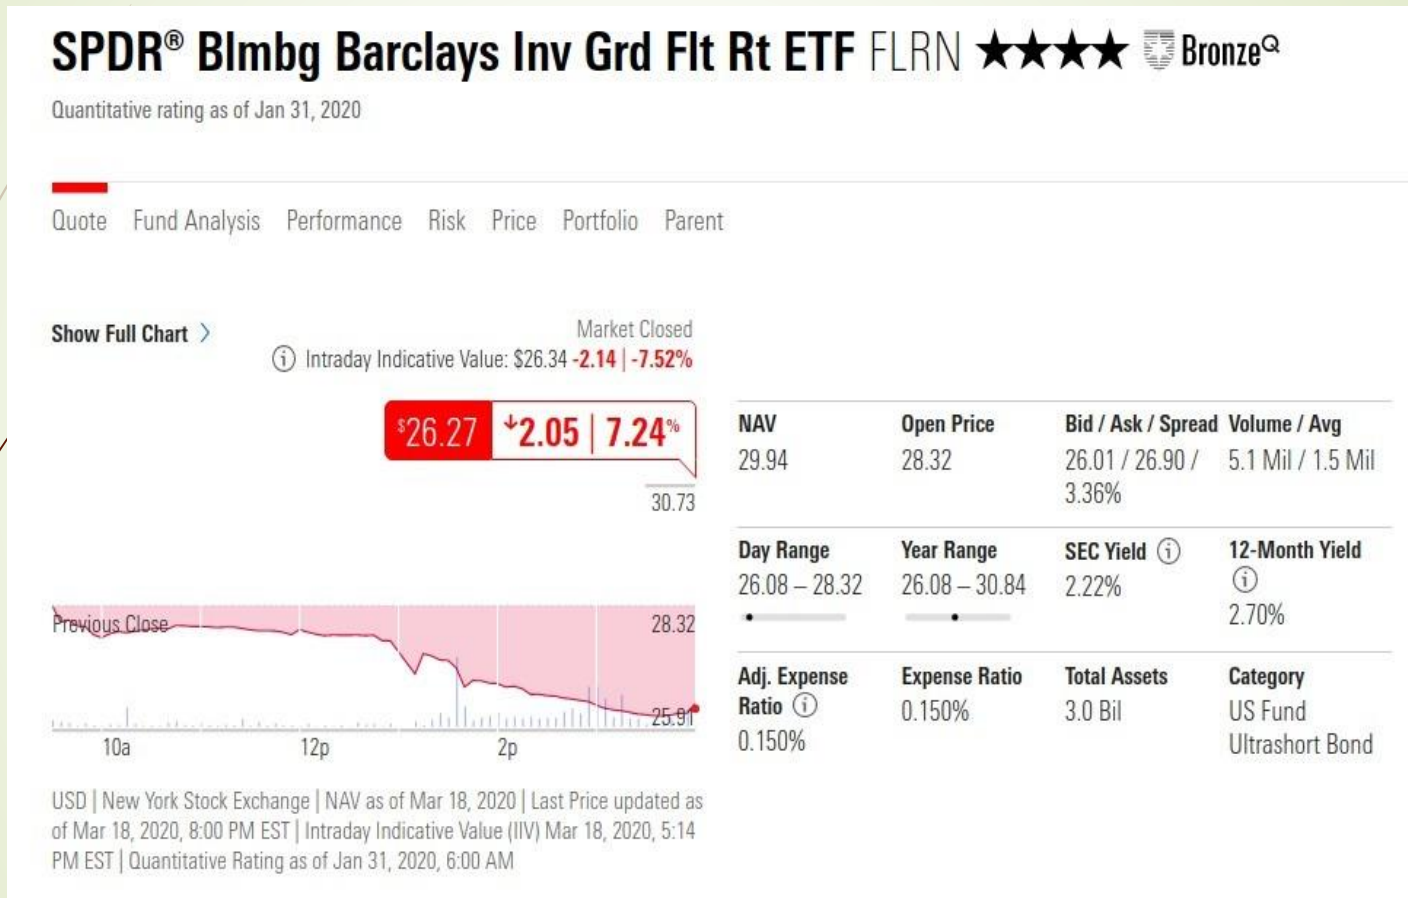 SPDR® Blmbg Barclays Inv Grd Flt Rt ETF FLRN ★★★★ BronzeQ
Quantitative rating as of Jan 31, 2020
Quote Fund Analysis Performance Risk Price Portfolio Parent
Show Full Chart >
Market Closed
Intraday Indicative Value: $26.34 -2.14 | -7.52%
$26.27 ↓2.05 | 7.24%
30.73
Previous Close 28.32
25.91
10a 12p 2p
USD | New York Stock Exchange | NAV as of Mar 18, 2020 | Last Price updated as
of Mar 18, 2020, 8:00 PM EST | Intraday Indicative Value (IIV) Mar 18, 2020, 5:14
PM EST | Quantitative Rating as of Jan 31, 2020, 6:00 AM
NAV Open Price Bid / Ask / Spread Volume / Avg
29.94 28.32 26.01 / 26.90 / 5.1 Mil / 1.5 Mil
3.36%
Day Range Year Range SEC Yield 12-Month Yield
26.08 – 28.32 26.08 – 30.84 2.22%
2.70%
Adj. Expense Expense Ratio Total Assets Category
Ratio 0.150% 3.0 Bil US Fund
0.150% Ultrashort Bond